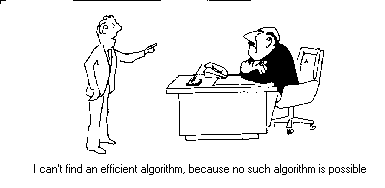 I can't find an efficient algorithm, because no such algorithm is possible